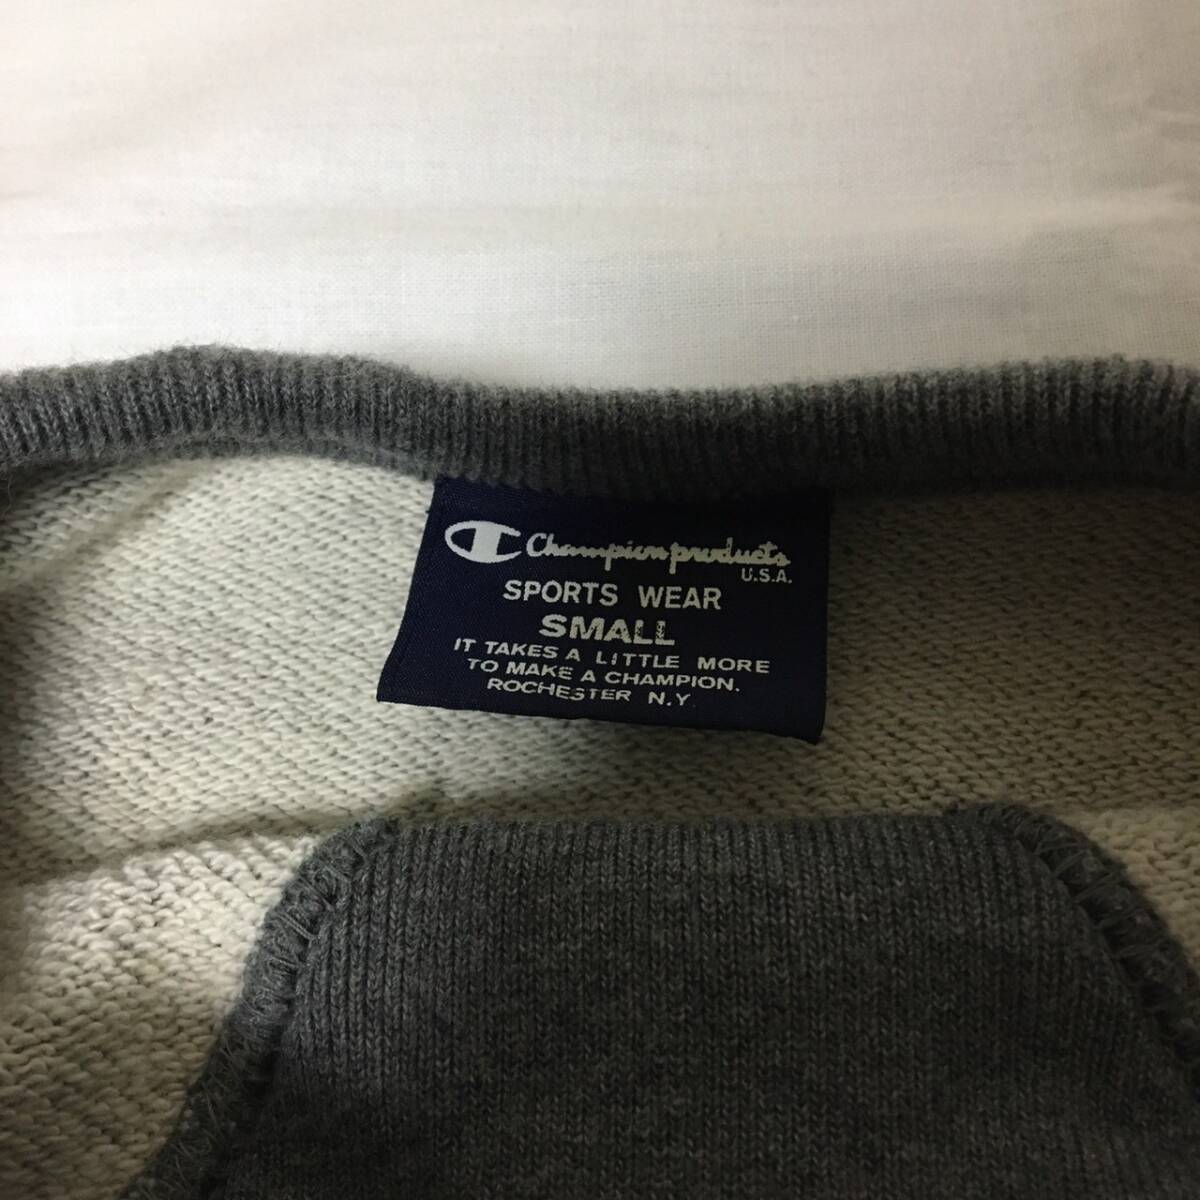 Champion products
U.S.A.
SPORTS WEAR
SMALL
IT TAKES A LITTLE MORE
TO MAKE A CHAMPION.
ROCHESTER N.Y.